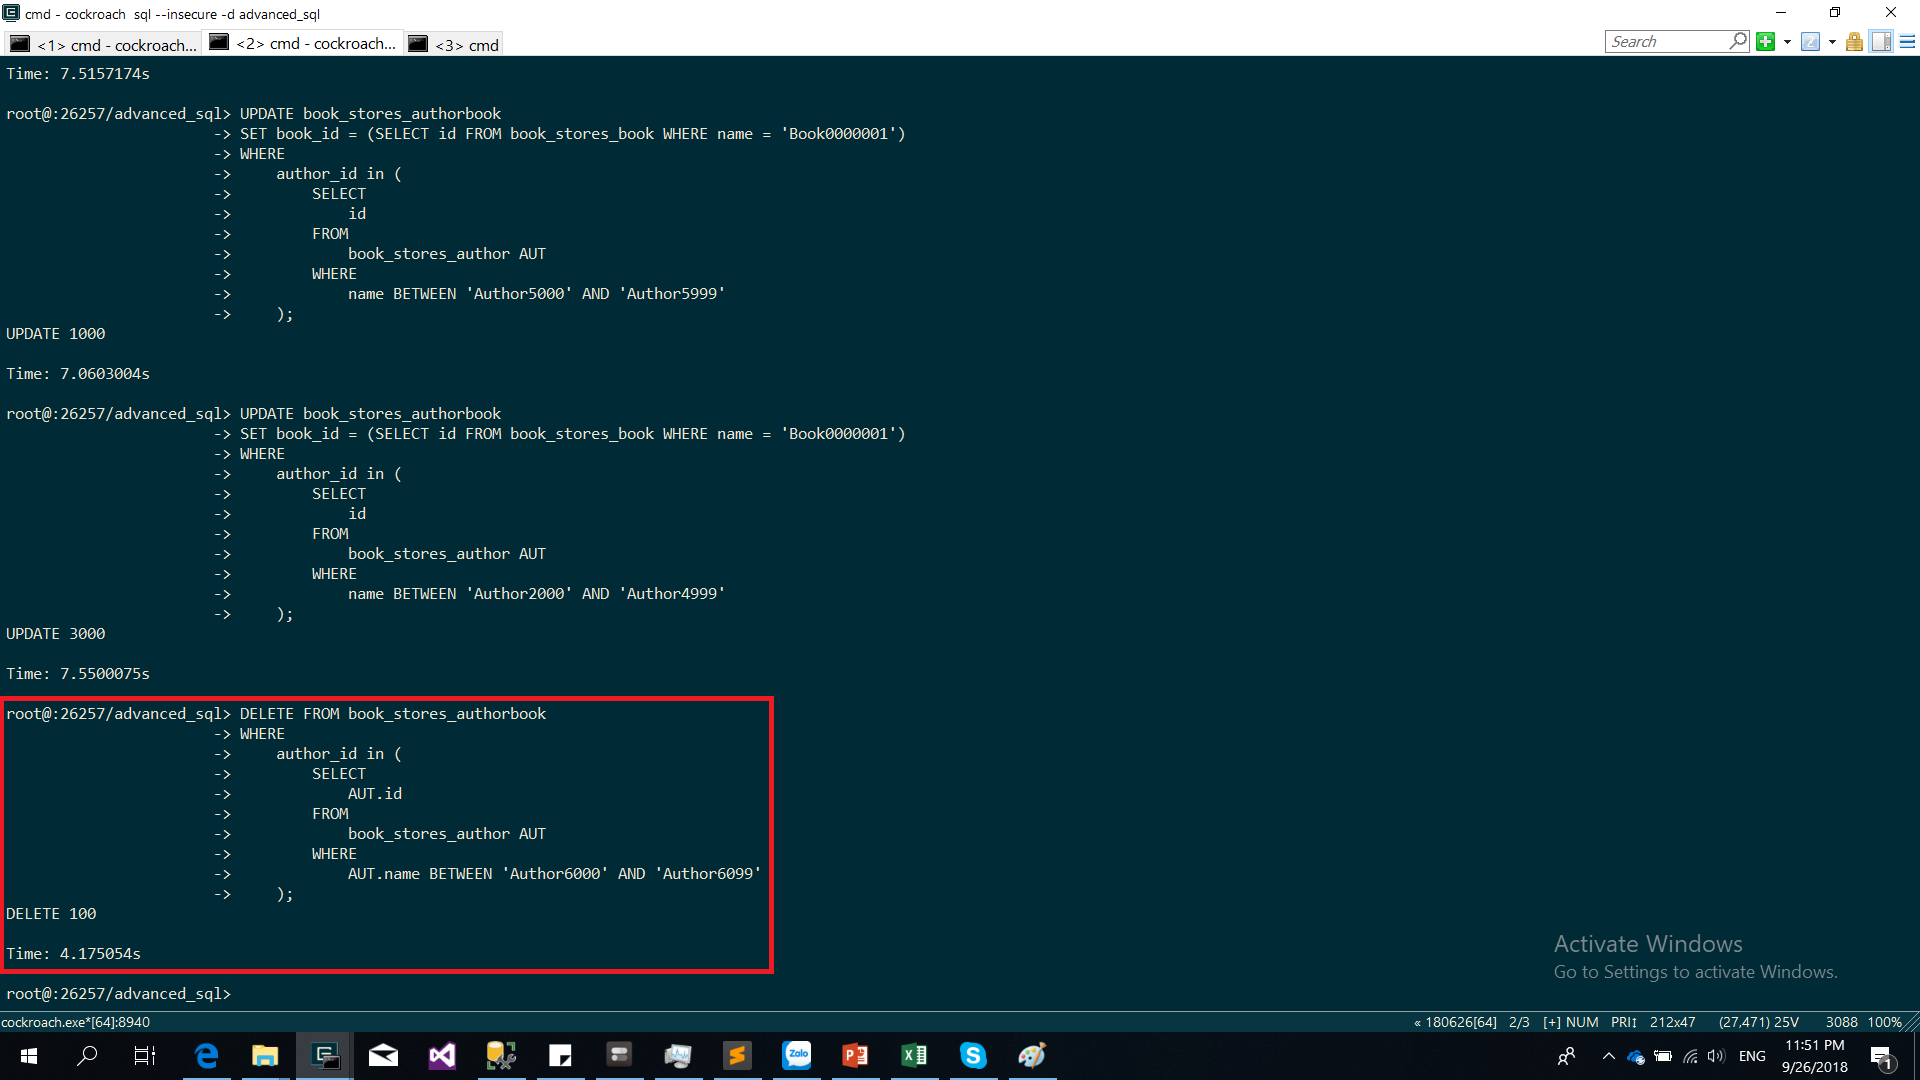 cmd - cockroach  sql --insecure -d advanced_sql
<1> cmd - cockroach...
<2> cmd - cockroach...
<3> cmd
Search
Time: 7.5157174s
root@:26257/advanced_sql> UPDATE book_stores_authorbook
                       -> SET book_id = (SELECT id FROM book_stores_book WHERE name = 'Book0000001')
                       -> WHERE
                       ->     author_id in (
                       ->         SELECT
                       ->             id
                       ->         FROM
                       ->             book_stores_author AUT
                       ->         WHERE
                       ->             name BETWEEN 'Author5000' AND 'Author5999'
                       ->     );
UPDATE 1000
Time: 7.0603004s
root@:26257/advanced_sql> UPDATE book_stores_authorbook
                       -> SET book_id = (SELECT id FROM book_stores_book WHERE name = 'Book0000001')
                       -> WHERE
                       ->     author_id in (
                       ->         SELECT
                       ->             id
                       ->         FROM
                       ->             book_stores_author AUT
                       ->         WHERE
                       ->             name BETWEEN 'Author2000' AND 'Author4999'
                       ->     );
UPDATE 3000
Time: 7.5500075s
root@:26257/advanced_sql> DELETE FROM book_stores_authorbook
                       -> WHERE
                       ->     author_id in (
                       ->         SELECT
                       ->             AUT.id
                       ->         FROM
                       ->             book_stores_author AUT
                       ->         WHERE
                       ->             AUT.name BETWEEN 'Author6000' AND 'Author6099'
                       ->     );
DELETE 100
Time: 4.175054s
root@:26257/advanced_sql>
Activate Windows
Go to Settings to activate Windows.
cockroach.exe*[64]:8940
« 180626[64] 2/3 [+] NUM PRI↕ 212x47 (27,471) 25V 3088 100%
Zalo
ENG
11:51 PM
9/26/2018
1